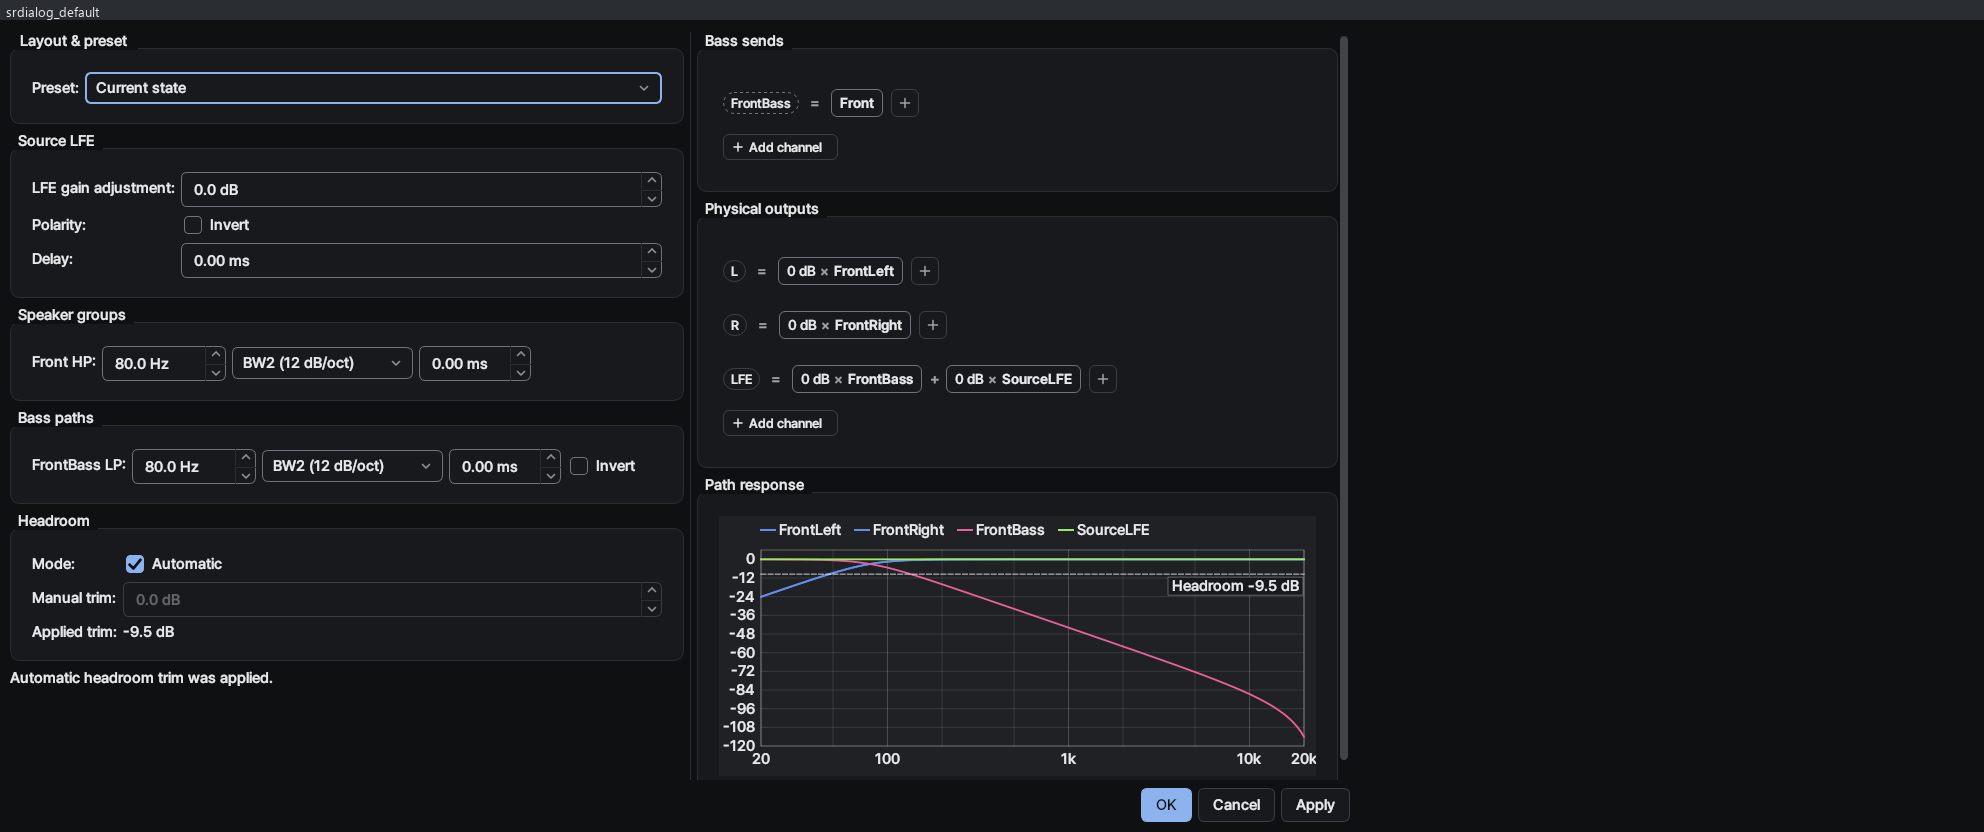 srdialog_default
Layout & preset
Preset: Current state
Source LFE
LFE gain adjustment: 0.0 dB
Polarity: Invert
Delay: 0.00 ms
Speaker groups
Front HP: 80.0 Hz BW2 (12 dB/oct) 0.00 ms
Bass paths
FrontBass LP: 80.0 Hz BW2 (12 dB/oct) 0.00 ms Invert
Headroom
Mode: Automatic
Manual trim: 0.0 dB
Applied trim: -9.5 dB
Automatic headroom trim was applied.
Bass sends
FrontBass = Front +
+ Add channel
Physical outputs
L = 0 dB × FrontLeft +
R = 0 dB × FrontRight +
LFE = 0 dB × FrontBass + 0 dB × SourceLFE +
+ Add channel
Path response
FrontLeft FrontRight FrontBass SourceLFE
0
-12
Headroom -9.5 dB
-24
-36
-48
-60
-72
-84
-96
-108
-120
20 100 1k 10k 20k
OK Cancel Apply